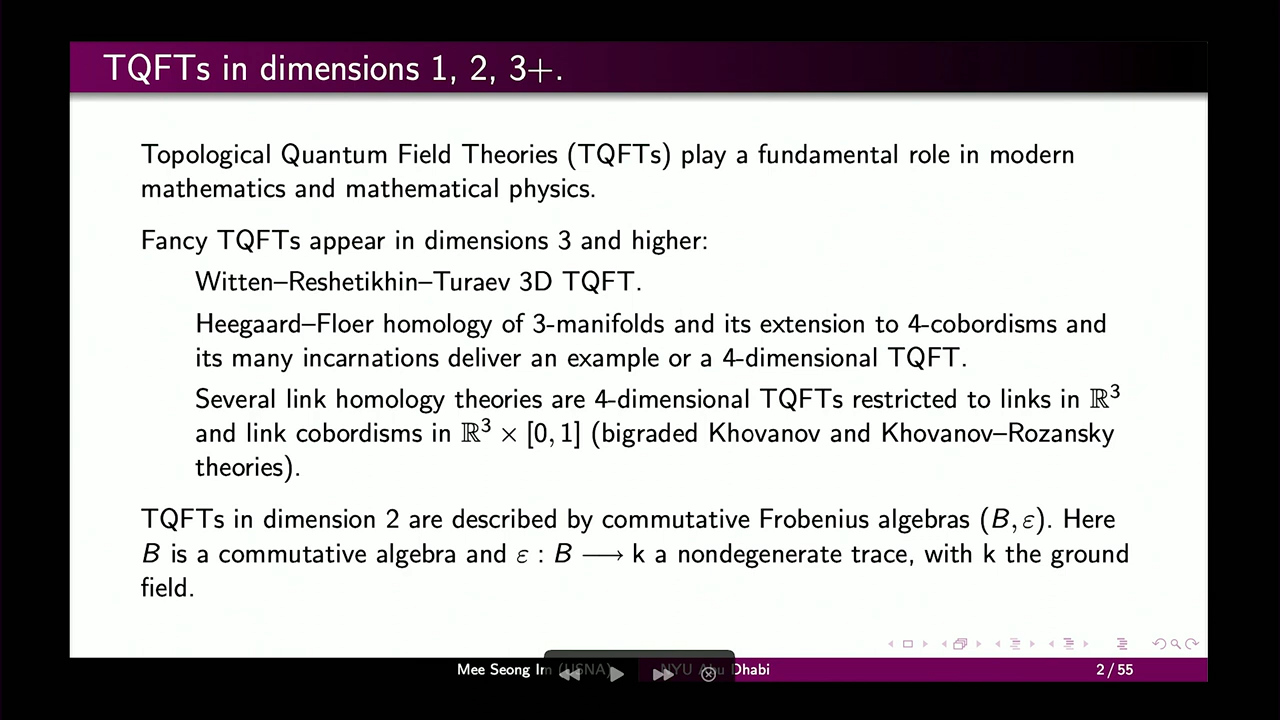 TQFTs in dimensions 1, 2, 3+.
Topological Quantum Field Theories (TQFTs) play a fundamental role in modern
mathematics and mathematical physics.
Fancy TQFTs appear in dimensions 3 and higher:
Witten–Reshetikhin–Turaev 3D TQFT.
Heegaard–Floer homology of 3-manifolds and its extension to 4-cobordisms and
its many incarnations deliver an example or a 4-dimensional TQFT.
Several link homology theories are 4-dimensional TQFTs restricted to links in ℝ³
and link cobordisms in ℝ³ × [0, 1] (bigraded Khovanov and Khovanov–Rozansky
theories).
TQFTs in dimension 2 are described by commutative Frobenius algebras (B, ε). Here
B is a commutative algebra and ε : B ⟶ k a nondegenerate trace, with k the ground
field.
Mee Seong Im (USNA) NYU Abu Dhabi 2 / 55